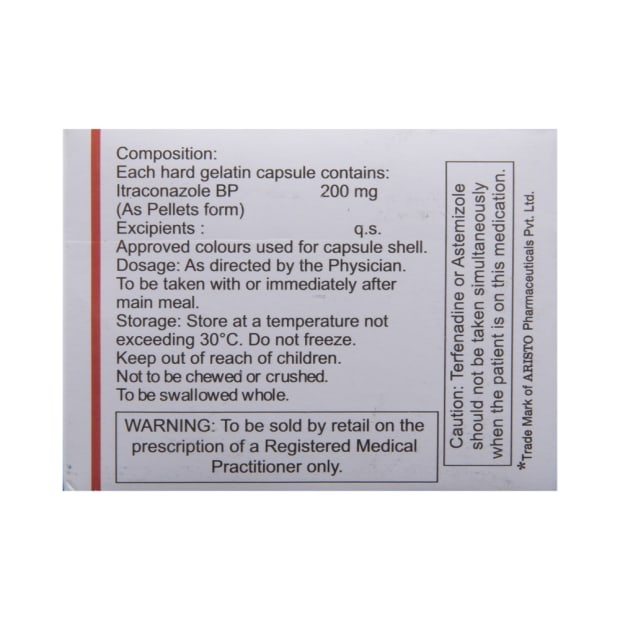 Composition:
Each hard gelatin capsule contains:
Itraconazole BP 200 mg
(As Pellets form)
Excipients : q.s.
Approved colours used for capsule shell.
Dosage: As directed by the Physician.
To be taken with or immediately after
main meal.
Storage: Store at a temperature not
exceeding 30°C. Do not freeze.
Keep out of reach of children.
Not to be chewed or crushed.
To be swallowed whole.
WARNING: To be sold by retail on the
prescription of a Registered Medical
Practitioner only.
Caution: Terfenadine or Astemizole
should not be taken simultaneously
when the patient is on this medication.
*Trade Mark of ARISTO Pharmaceuticals Pvt. Ltd.